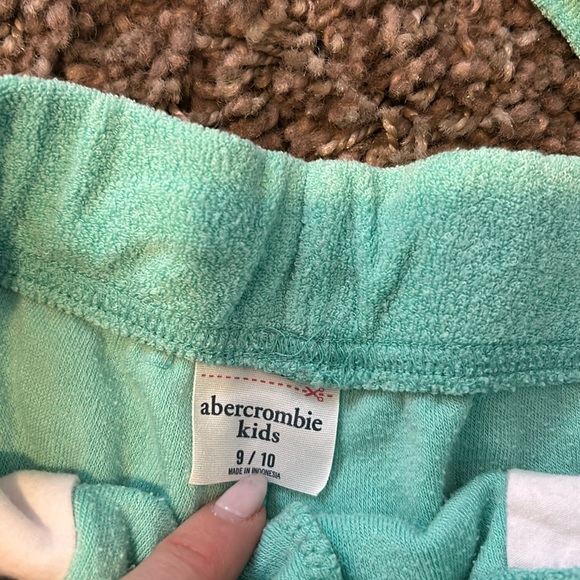 abercrombie
kids
9 / 10
MADE IN INDONESIA